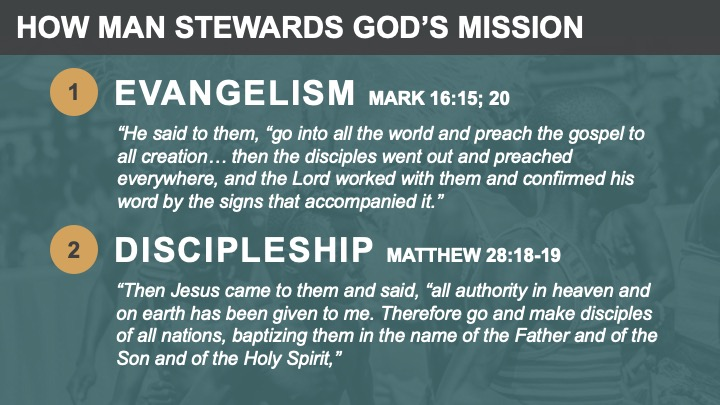 HOW MAN STEWARDS GOD’S MISSION
1 EVANGELISM MARK 16:15; 20
“He said to them, “go into all the world and preach the gospel to
all creation… then the disciples went out and preached
everywhere, and the Lord worked with them and confirmed his
word by the signs that accompanied it.”
2 DISCIPLESHIP MATTHEW 28:18-19
“Then Jesus came to them and said, “all authority in heaven and
on earth has been given to me. Therefore go and make disciples
of all nations, baptizing them in the name of the Father and of the
Son and of the Holy Spirit,”